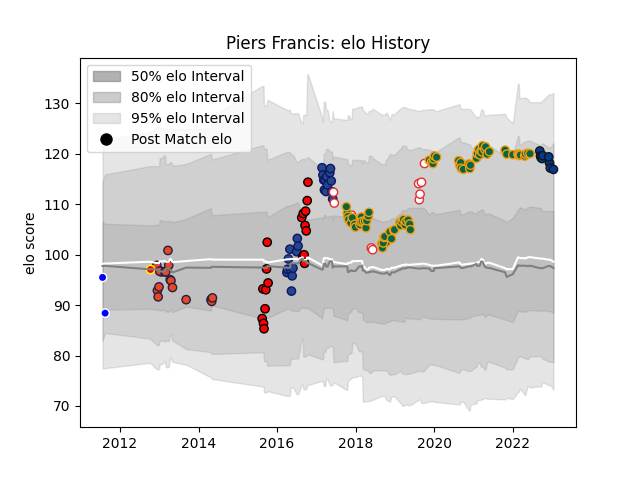 Piers Francis: elo History
50% elo Interval
80% elo Interval
95% elo Interval
Post Match elo
elo score
130
120
110
100
90
80
70
2012
2014
2016
2018
2020
2022